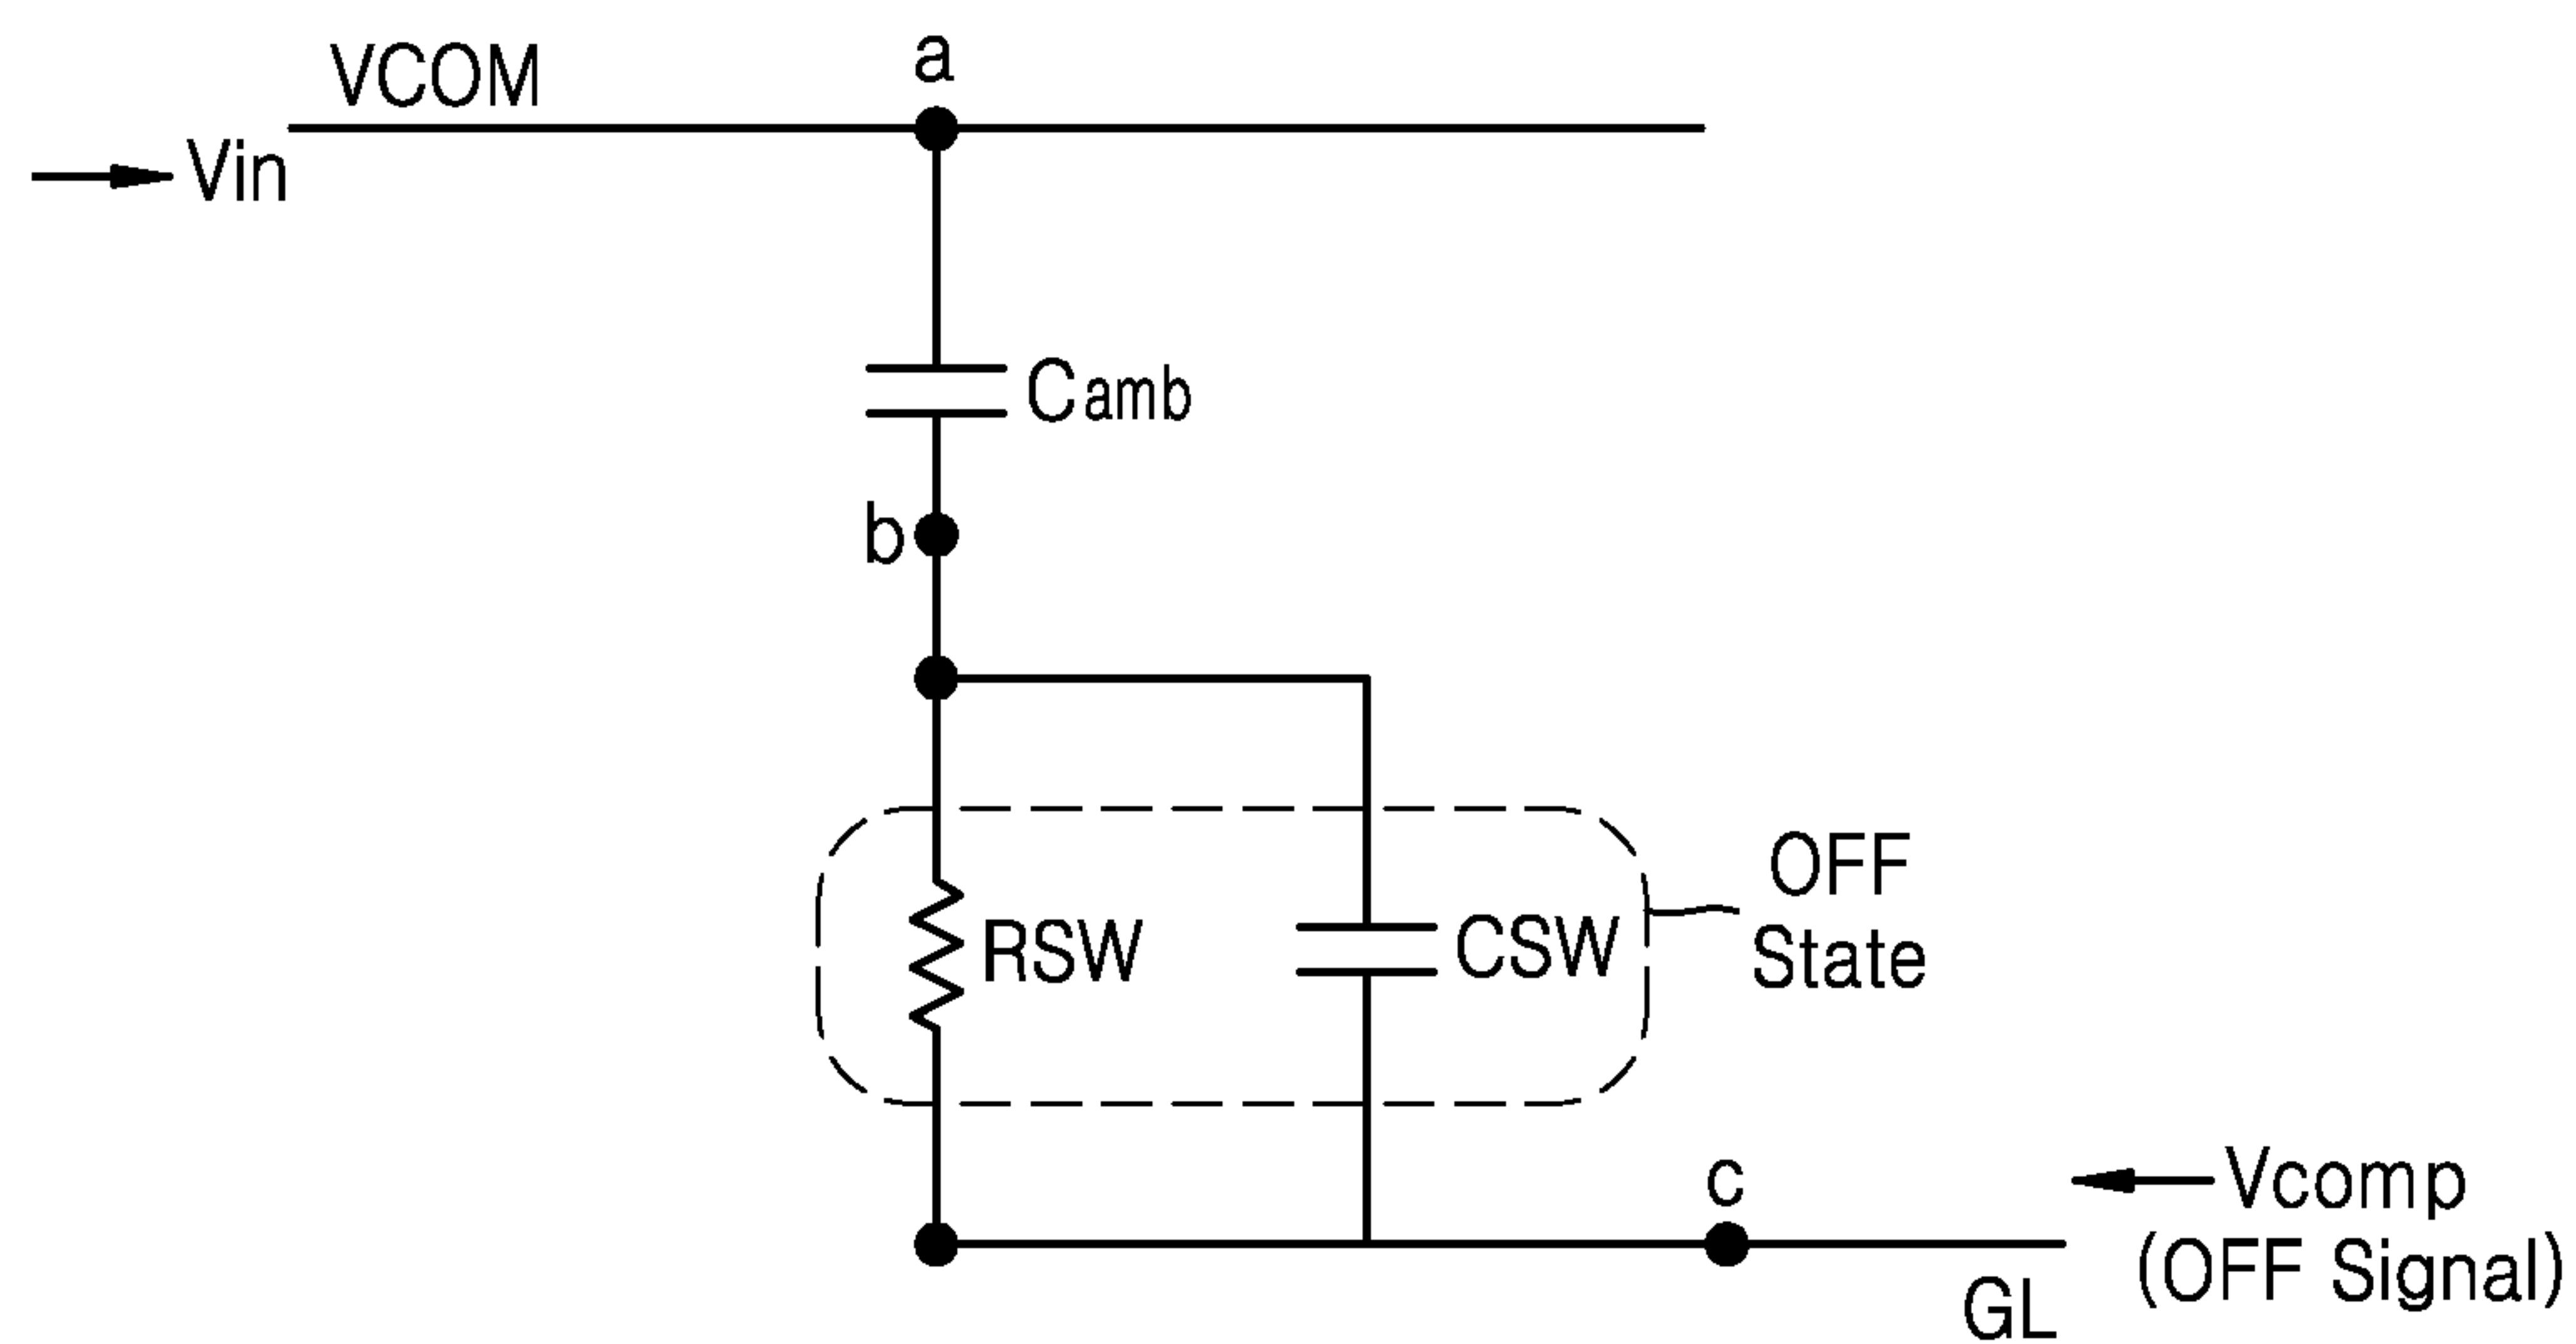 a
VCOM
Vin
Camb
b
OFF
State
RSW
CSW
c
Vcomp
(OFF Signal)
GL